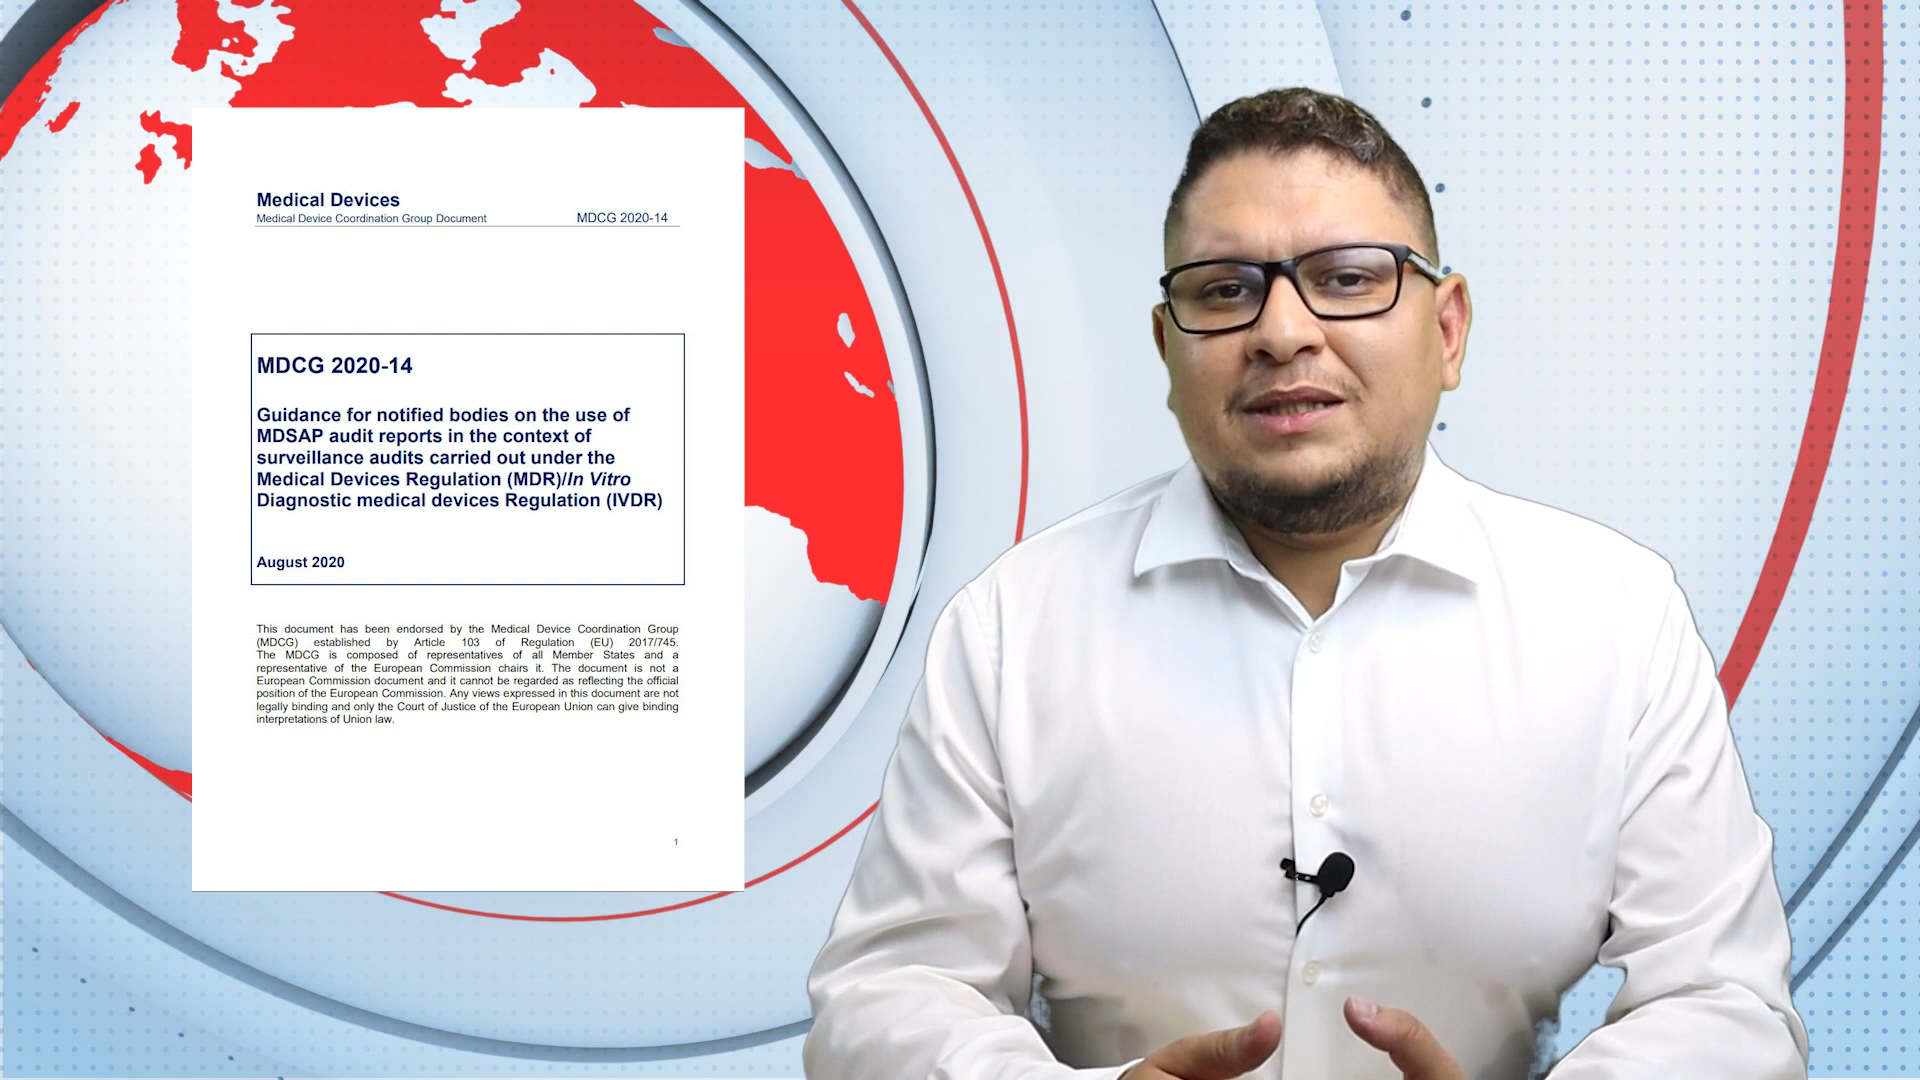 Medical Devices
Medical Device Coordination Group Document MDCG 2020-14
MDCG 2020-14
Guidance for notified bodies on the use of
MDSAP audit reports in the context of
surveillance audits carried out under the
Medical Devices Regulation (MDR)/In Vitro
Diagnostic medical devices Regulation (IVDR)
August 2020
This document has been endorsed by the Medical Device Coordination Group
(MDCG) established by Article 103 of Regulation (EU) 2017/745.
The MDCG is composed of representatives of all Member States and a
representative of the European Commission chairs it. The document is not a
European Commission document and it cannot be regarded as reflecting the official
position of the European Commission. Any views expressed in this document are not
legally binding and only the Court of Justice of the European Union can give binding
interpretations of Union law.
1